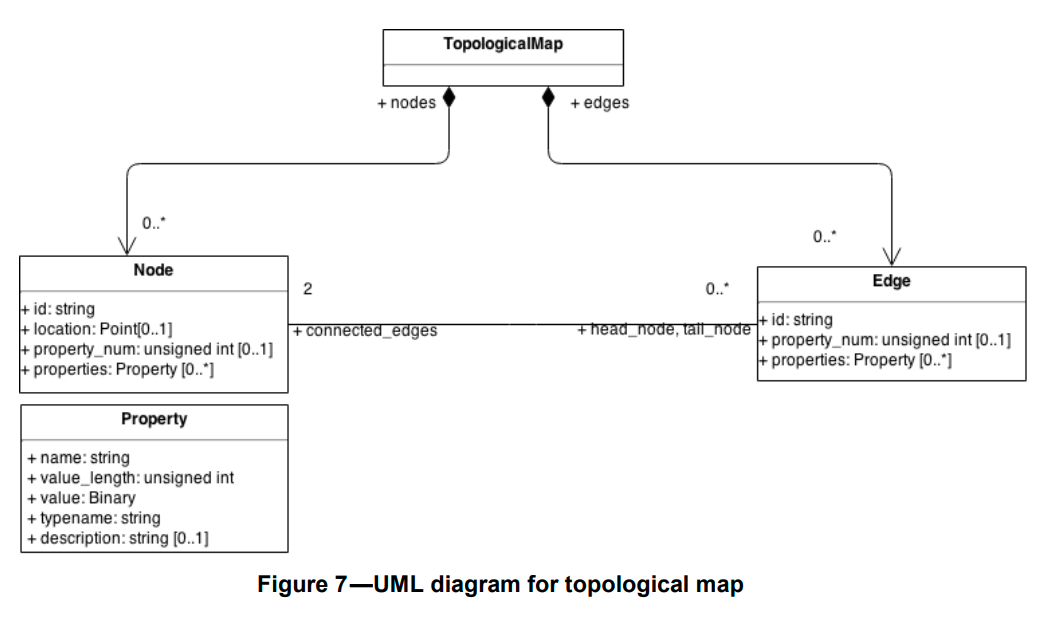 TopologicalMap
+ nodes
+ edges
0..*
0..*
Node
+ id: string
+ location: Point[0..1]
+ property_num: unsigned int [0..1]
+ properties: Property [0..*]
2
0..*
+ connected_edges
+ head_node, tail_node
Edge
+ id: string
+ property_num: unsigned int [0..1]
+ properties: Property [0..*]
Property
+ name: string
+ value_length: unsigned int
+ value: Binary
+ typename: string
+ description: string [0..1]
Figure 7—UML diagram for topological map